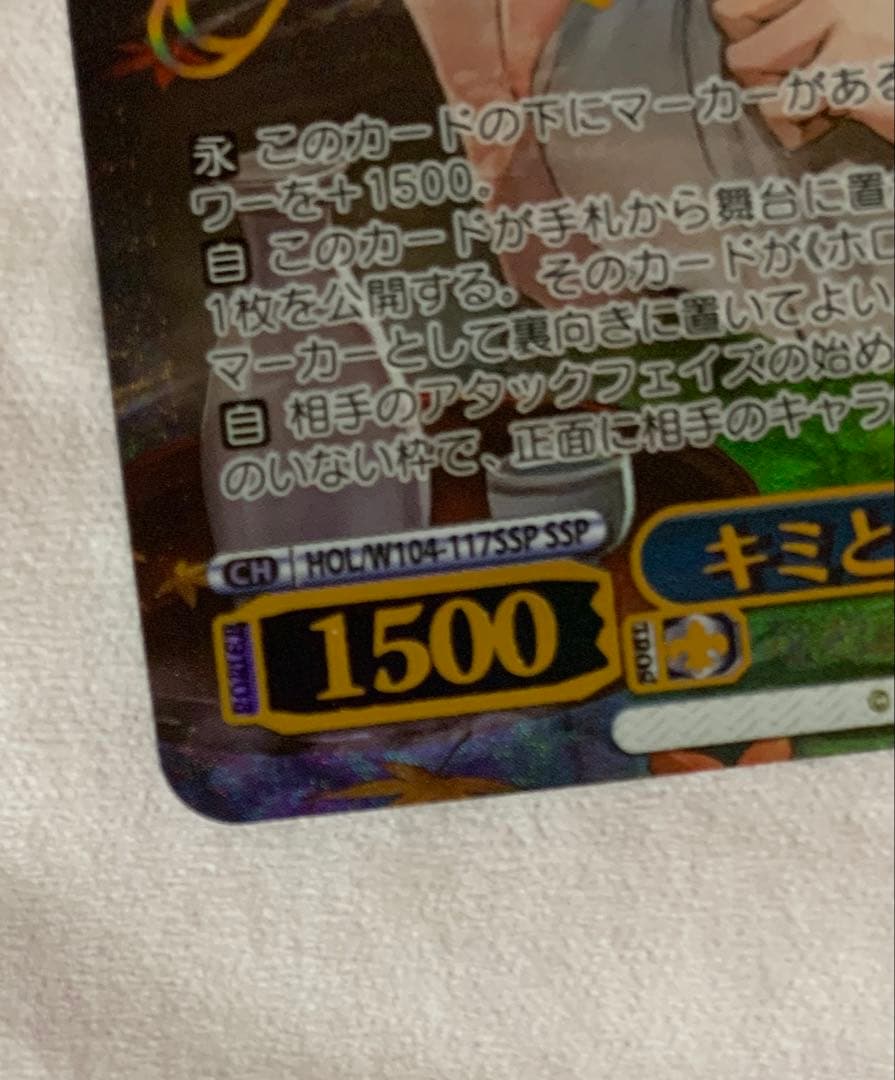 永 このカードの下にマーカーがある
ワーを+1500。
自 このカードが手札から舞台に置
1枚を公開する。そのカードが《ホロ
マーカーとして裏向きに置いてよい
自 相手のアタックフェイズの始め
のいない枠で、正面に相手のキャラ
CH HOL/W104-117SSP SSP
キミと
POWER 1500
SOUL
©